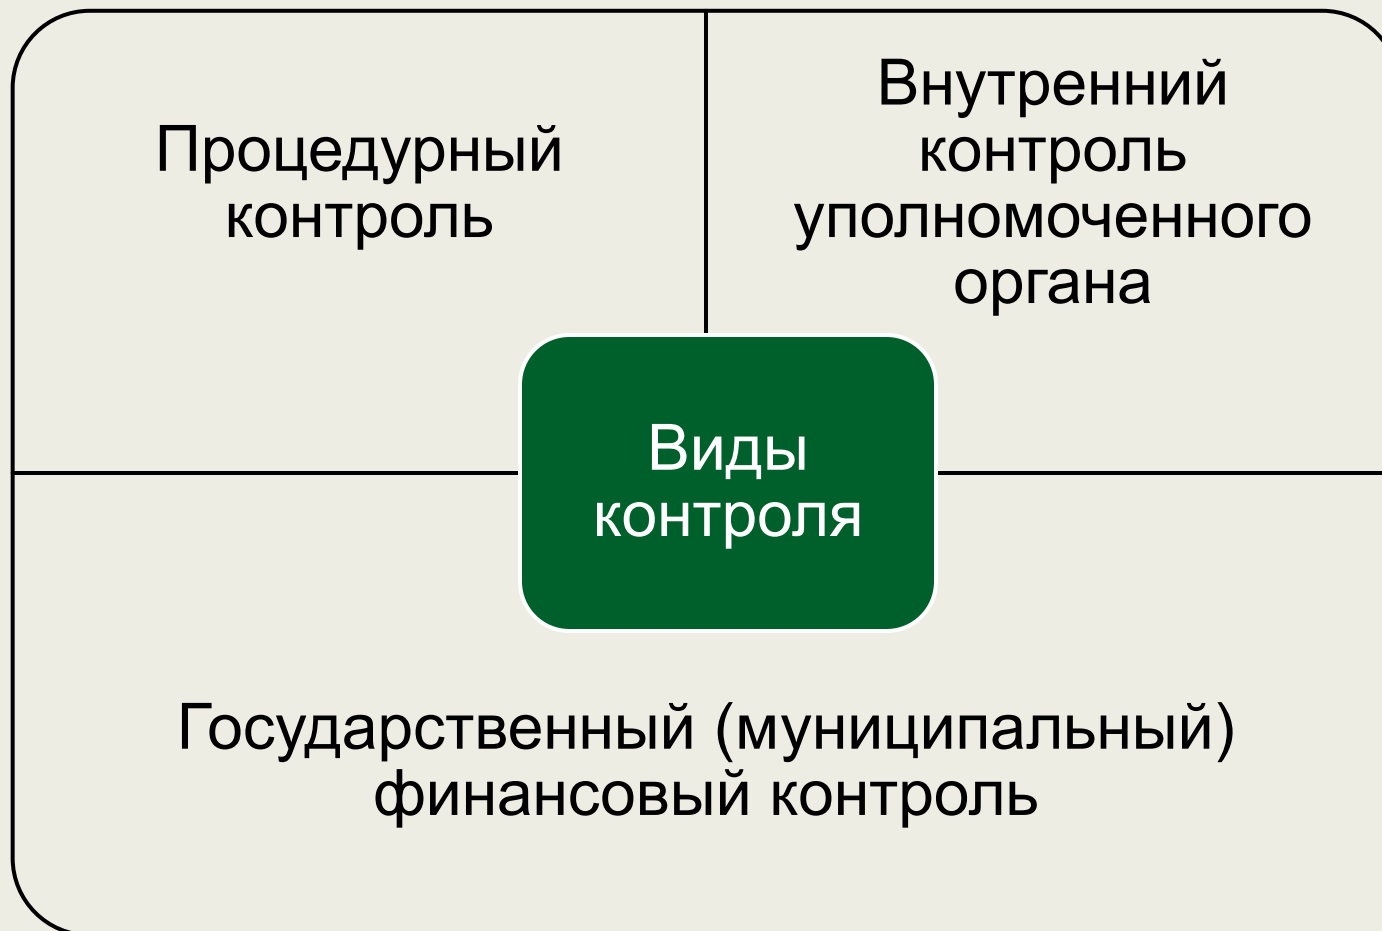 Процедурный
контроль
Внутренний
контроль
уполномоченного
органа
Виды
контроля
Государственный (муниципальный)
финансовый контроль